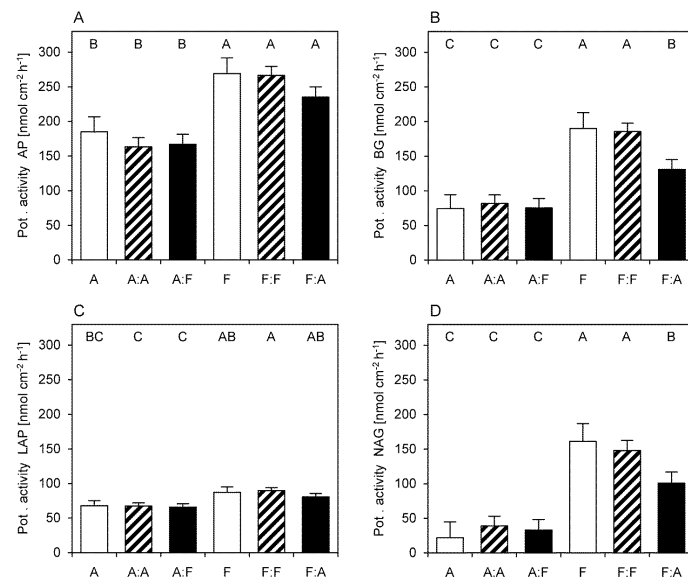 A
B
B B B A A A
C C C A A B
300
250
200
150
100
50
0
Pot. activity AP [nmol cm⁻² h⁻¹]
300
250
200
150
100
50
0
Pot. activity BG [nmol cm⁻² h⁻¹]
A A:A A:F F F:F F:A
A A:A A:F F F:F F:A
C
D
BC C C AB A AB
C C C A A B
300
250
200
150
100
50
0
Pot. activity LAP [nmol cm⁻² h⁻¹]
300
250
200
150
100
50
0
Pot. activity NAG [nmol cm⁻² h⁻¹]
A A:A A:F F F:F F:A
A A:A A:F F F:F F:A